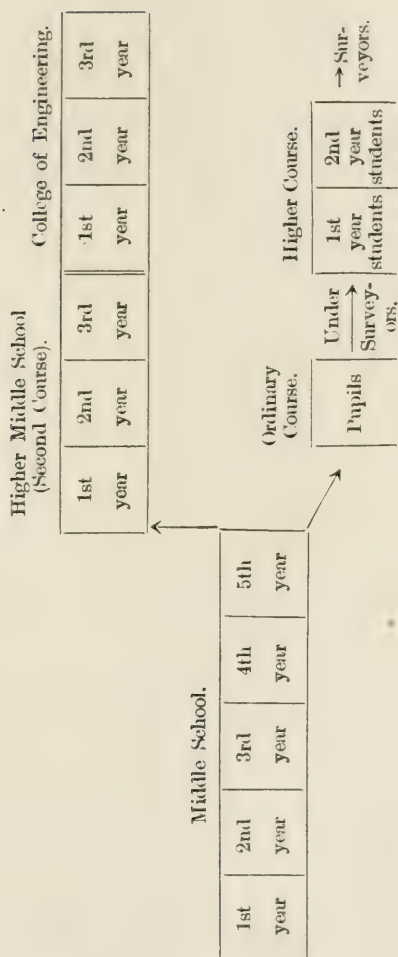 Higher Middle School
(Second Course).
College of Engineering.
1st year
2nd year
3rd year
1st year
2nd year
3rd year
Middle School.
1st year
2nd year
3rd year
4th year
5th year
Ordinary
Course.
Pupils
Under
Survey-
ors.
Higher Course.
1st
year
students
2nd
year
students
→ Sur-
veyors.